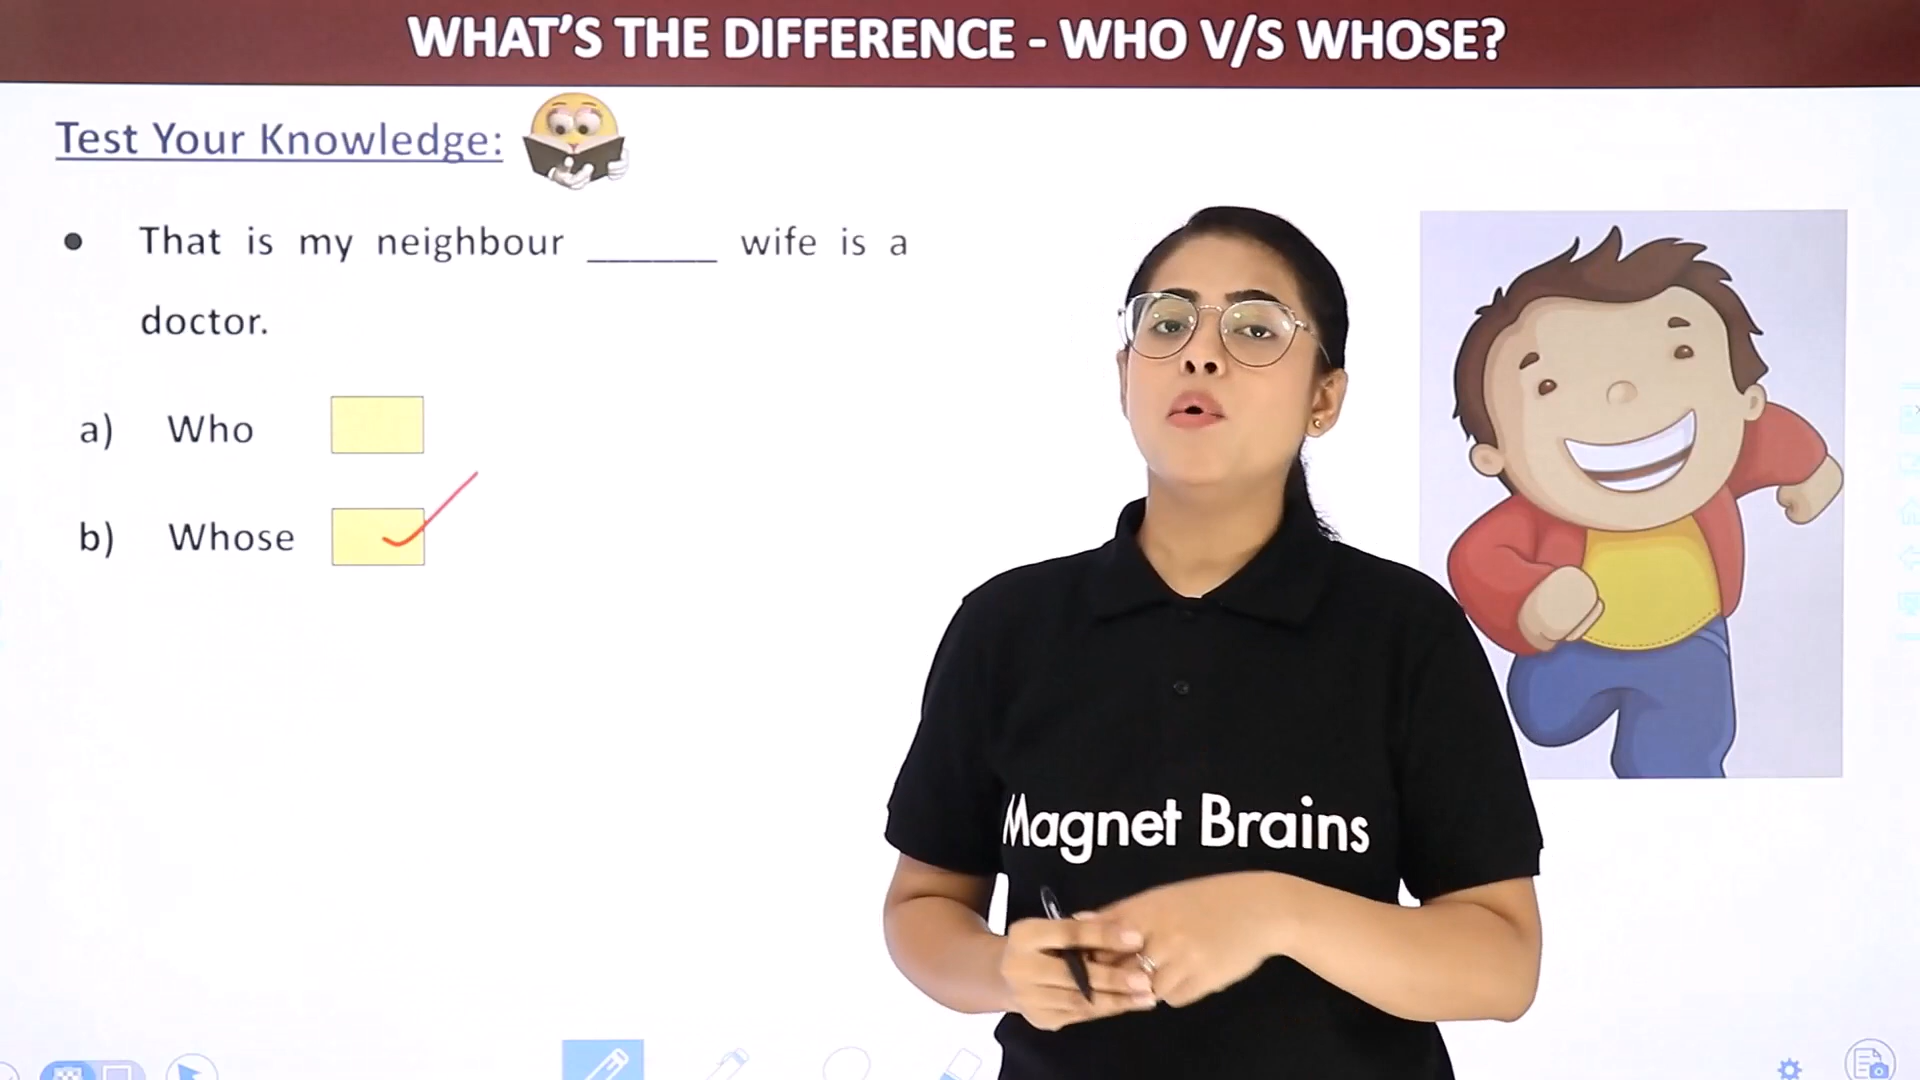 WHAT'S THE DIFFERENCE - WHO V/S WHOSE?
Test Your Knowledge:
• That is my neighbour ______ wife is a
doctor.
a) Who
b) Whose
Magnet Brains